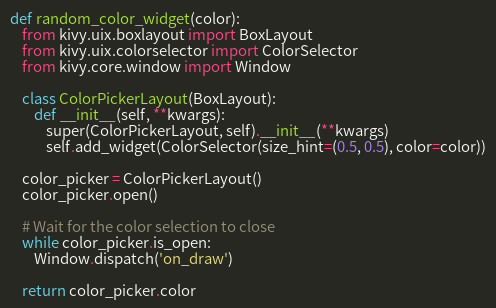 def random_color_widget(color):
    from kivy.uix.boxlayout import BoxLayout
    from kivy.uix.colorselector import ColorSelector
    from kivy.core.window import Window

    class ColorPickerLayout(BoxLayout):
        def __init__(self, **kwargs):
            super(ColorPickerLayout, self).__init__(**kwargs)
            self.add_widget(ColorSelector(size_hint=(0.5, 0.5), color=color))

    color_picker = ColorPickerLayout()
    color_picker.open()

    # Wait for the color selection to close
    while color_picker.is_open:
        Window.dispatch('on_draw')

    return color_picker.color